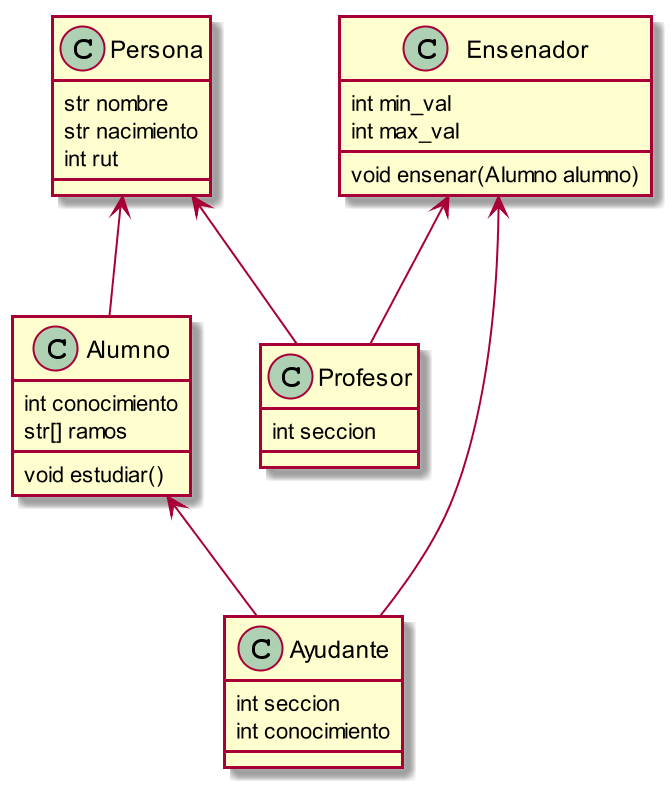 C Persona
str nombre
str nacimiento
int rut
C Ensenador
int min_val
int max_val
void ensenar(Alumno alumno)
C Alumno
int conocimiento
str[] ramos
void estudiar()
C Profesor
int seccion
C Ayudante
int seccion
int conocimiento